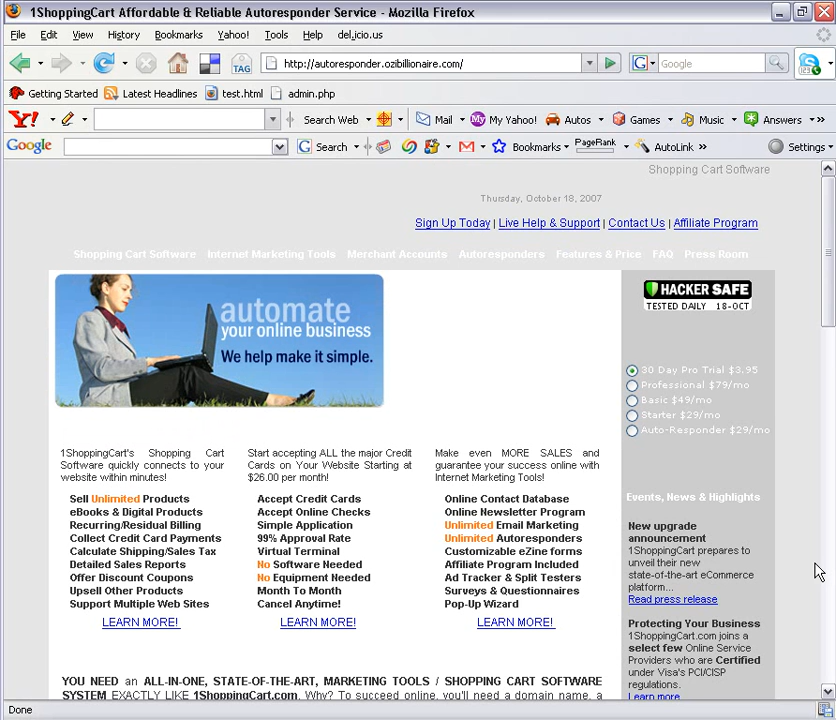 1ShoppingCart Affordable & Reliable Autoresponder Service - Mozilla Firefox
File Edit View History Bookmarks Yahoo! Tools Help del.icio.us
TAG http://autoresponder.ozibillionaire.com/ G Google
Getting Started Latest Headlines test.html admin.php
Y! Search Web Mail My Yahoo! Autos Games Music Answers »
Google G Search Bookmarks PageRank AutoLink » Settings
Shopping Cart Software
Thursday, October 18, 2007
Sign Up Today | Live Help & Support | Contact Us | Affiliate Program
Shopping Cart Software Internet Marketing Tools Merchant Accounts Autoresponders Features & Price FAQ Press Room
automate
your online business
We help make it simple.
HACKER SAFE
TESTED DAILY 18-OCT
30 Day Pro Trial $3.95
Professional $79/mo
Basic $49/mo
Starter $29/mo
Auto-Responder $29/mo
1ShoppingCart's Shopping Cart
Software quickly connects to your
website within minutes!
Sell Unlimited Products
eBooks & Digital Products
Recurring/Residual Billing
Collect Credit Card Payments
Calculate Shipping/Sales Tax
Detailed Sales Reports
Offer Discount Coupons
Upsell Other Products
Support Multiple Web Sites
LEARN MORE!
Start accepting ALL the major Credit
Cards on Your Website Starting at
$26.00 per month!
Accept Credit Cards
Accept Online Checks
Simple Application
99% Approval Rate
Virtual Terminal
No Software Needed
No Equipment Needed
Month To Month
Cancel Anytime!
LEARN MORE!
Make even MORE SALES and
guarantee your success online with
Internet Marketing Tools!
Online Contact Database
Online Newsletter Program
Unlimited Email Marketing
Unlimited Autoresponders
Customizable eZine forms
Affiliate Program Included
Ad Tracker & Split Testers
Surveys & Questionnaires
Pop-Up Wizard
LEARN MORE!
Events, News & Highlights
New upgrade
announcement
1ShoppingCart prepares to
unveil their new
state-of-the-art eCommerce
platform...
Read press release
Protecting Your Business
1ShoppingCart.com joins a
select few Online Service
Providers who are Certified
under Visa's PCI/CISP
regulations.
Learn more
YOU NEED an ALL-IN-ONE, STATE-OF-THE-ART, MARKETING TOOLS / SHOPPING CART SOFTWARE
SYSTEM EXACTLY LIKE 1ShoppingCart.com. Why? To succeed online, you'll need a domain name, a
Done